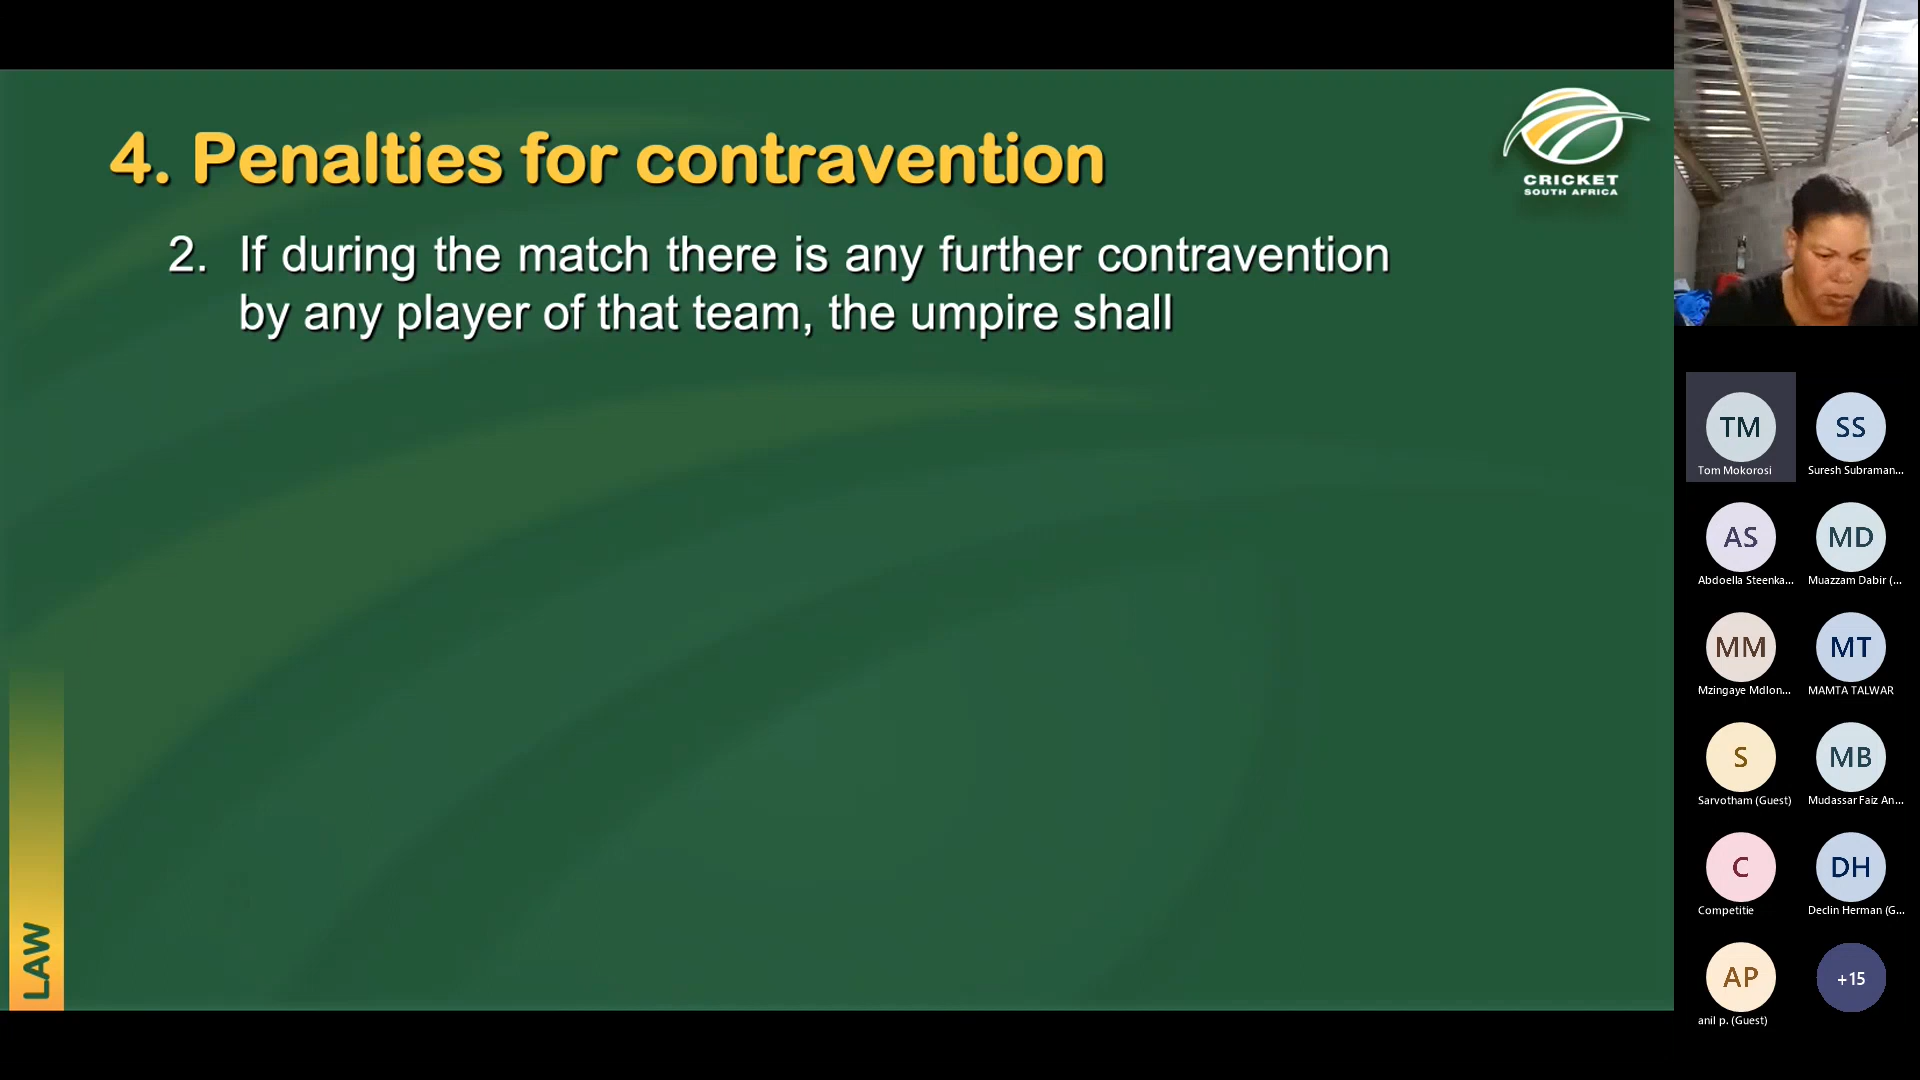 4. Penalties for contravention
CRICKET
SOUTH AFRICA
2. If during the match there is any further contravention
by any player of that team, the umpire shall
LAW
TM
Tom Mokorosi
SS
Suresh Subraman...
AS
Abdoella Steenka...
MD
Muazzam Dabir (...
MM
Mzingaye Mdlon...
MT
MAMTA TALWAR
S
Sarvotham (Guest)
MB
Mudassar Faiz An...
C
Competitie
DH
Declin Herman (G...
AP
anil p. (Guest)
+15